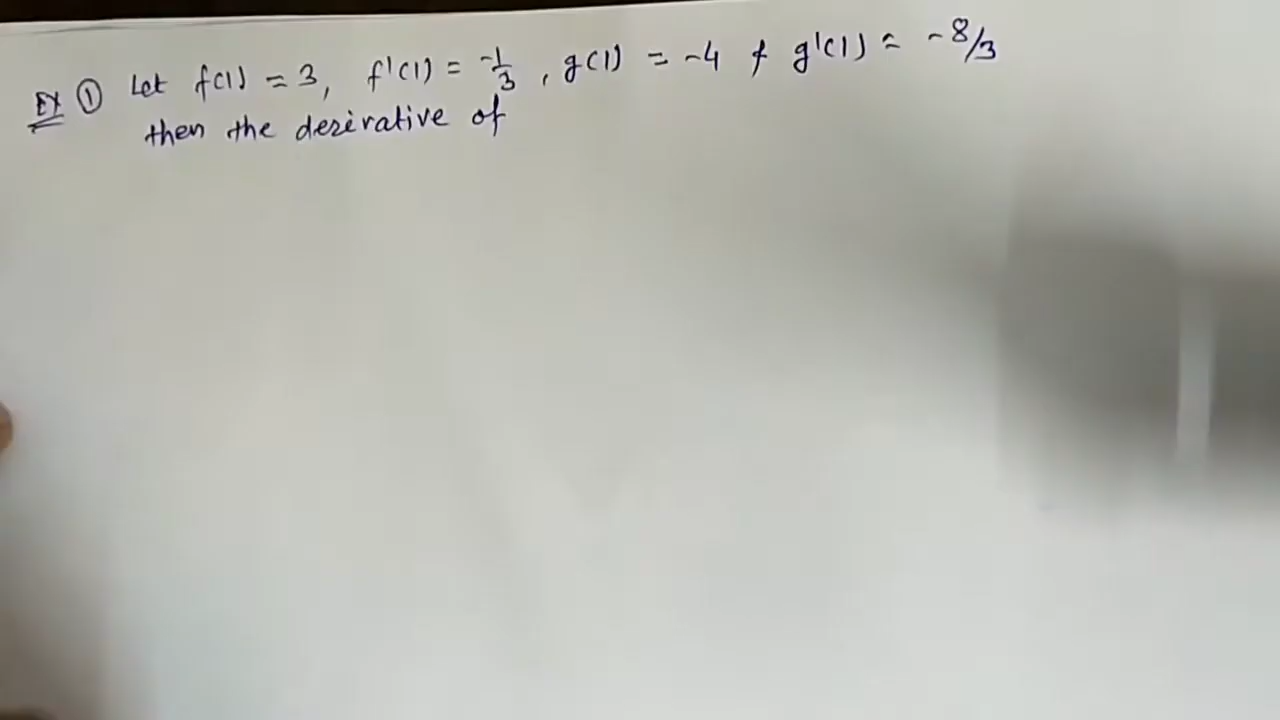 Ex ① Let f(1) = 3, f'(1) = -1/3, g(1) = -4 & g'(1) = -8/3
then the derivative of